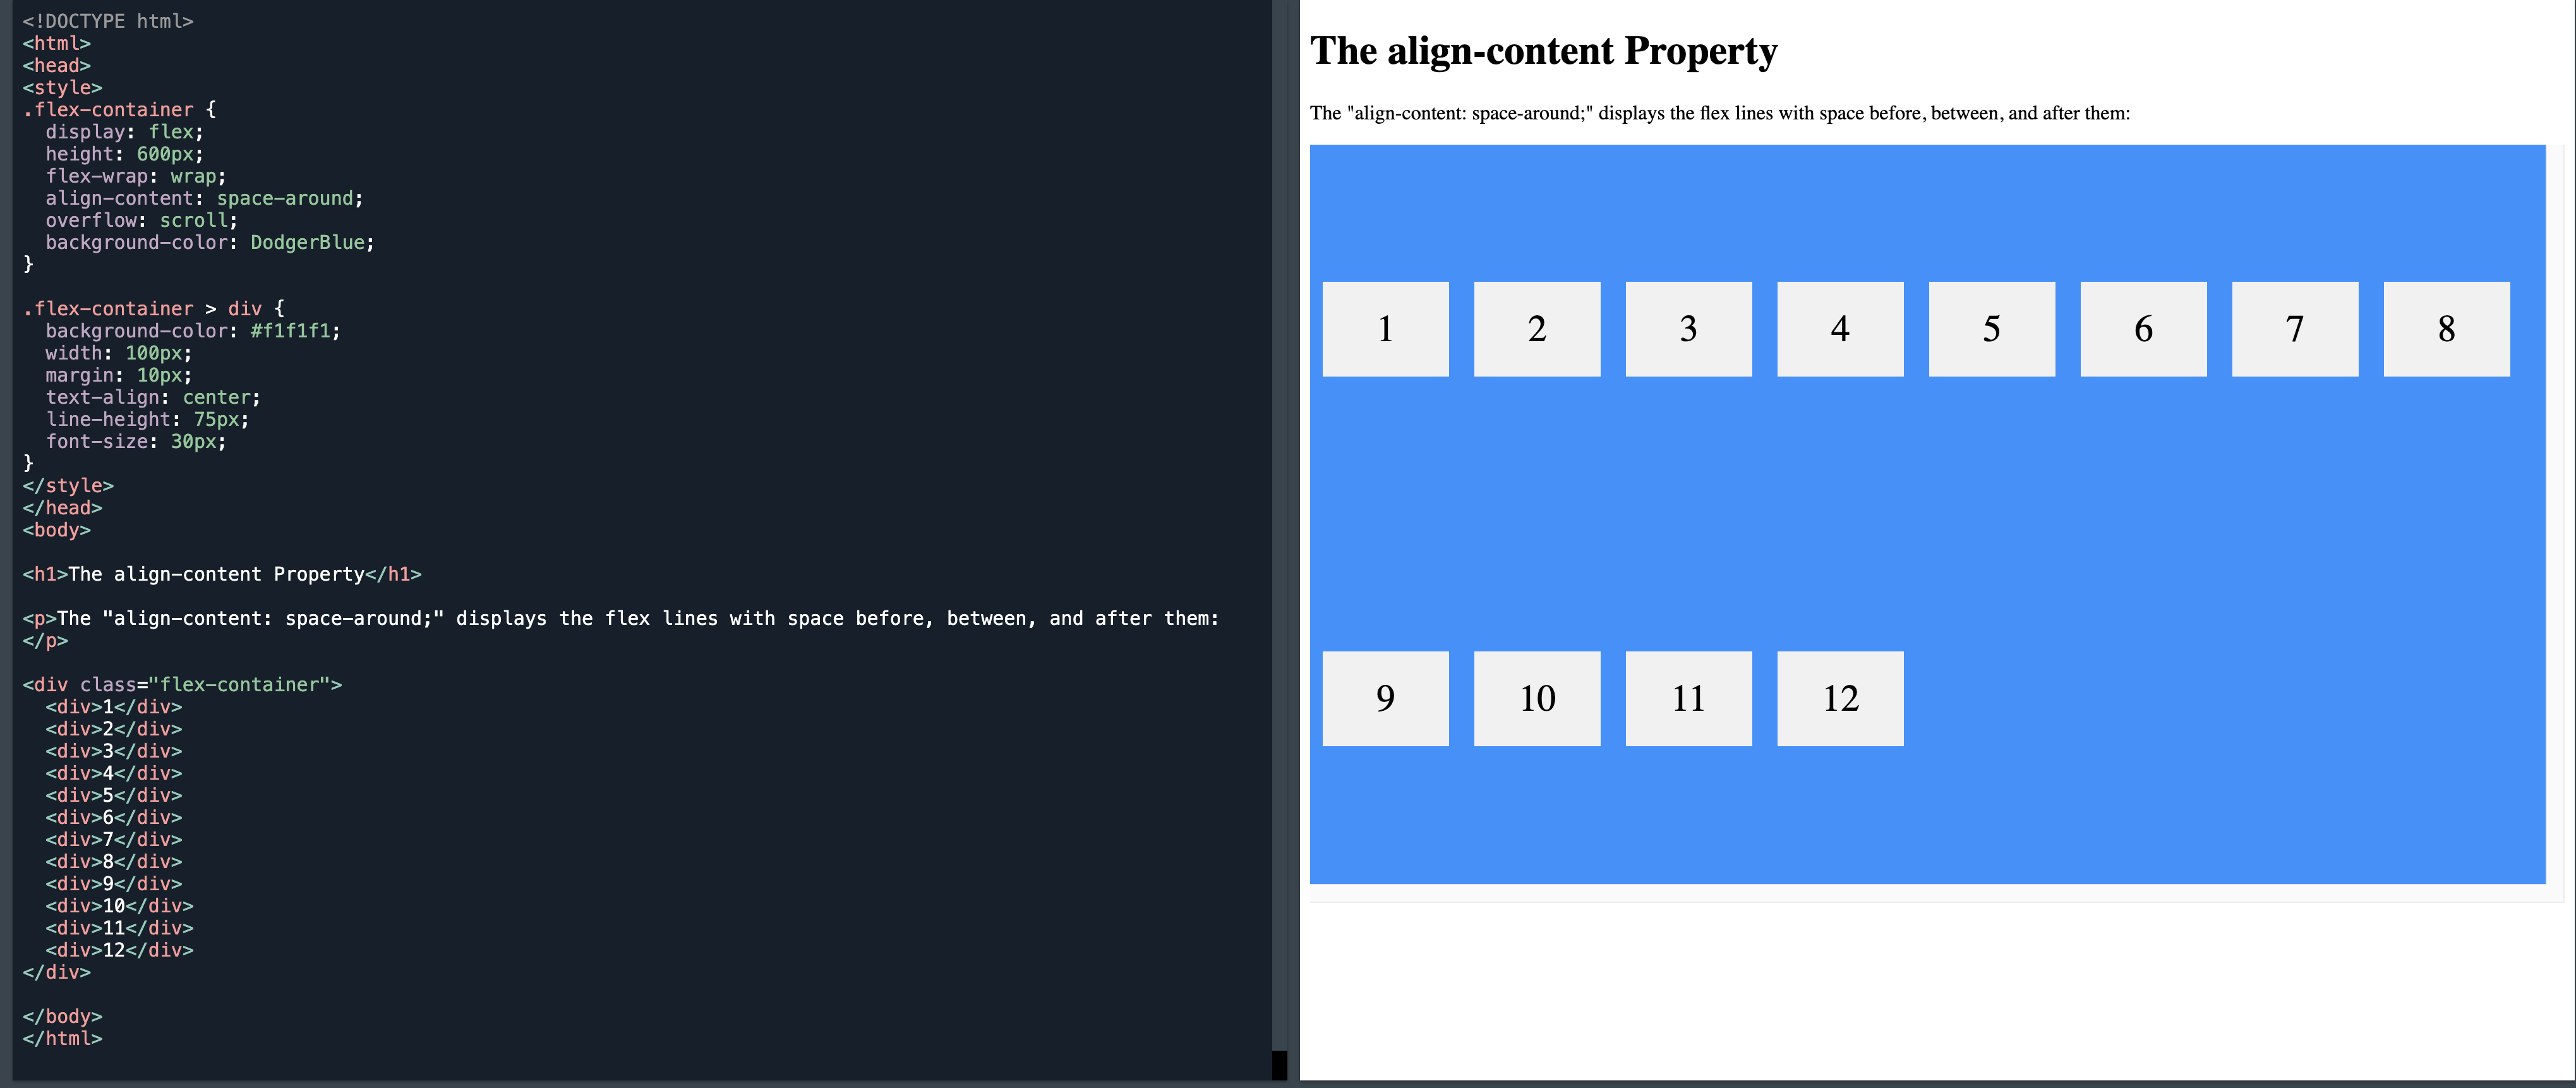 <!DOCTYPE html>
<html>
<head>
<style>
.flex-container {
  display: flex;
  height: 600px;
  flex-wrap: wrap;
  align-content: space-around;
  overflow: scroll;
  background-color: DodgerBlue;
}

.flex-container > div {
  background-color: #f1f1f1;
  width: 100px;
  margin: 10px;
  text-align: center;
  line-height: 75px;
  font-size: 30px;
}
</style>
</head>
<body>

<h1>The align-content Property</h1>

<p>The "align-content: space-around;" displays the flex lines with space before, between, and after them:
</p>

<div class="flex-container">
  <div>1</div>
  <div>2</div>
  <div>3</div>
  <div>4</div>
  <div>5</div>
  <div>6</div>
  <div>7</div>
  <div>8</div>
  <div>9</div>
  <div>10</div>
  <div>11</div>
  <div>12</div>
</div>

</body>
</html>
The align-content Property
The "align-content: space-around;" displays the flex lines with space before, between, and after them:
1 2 3 4 5 6 7 8
9 10 11 12